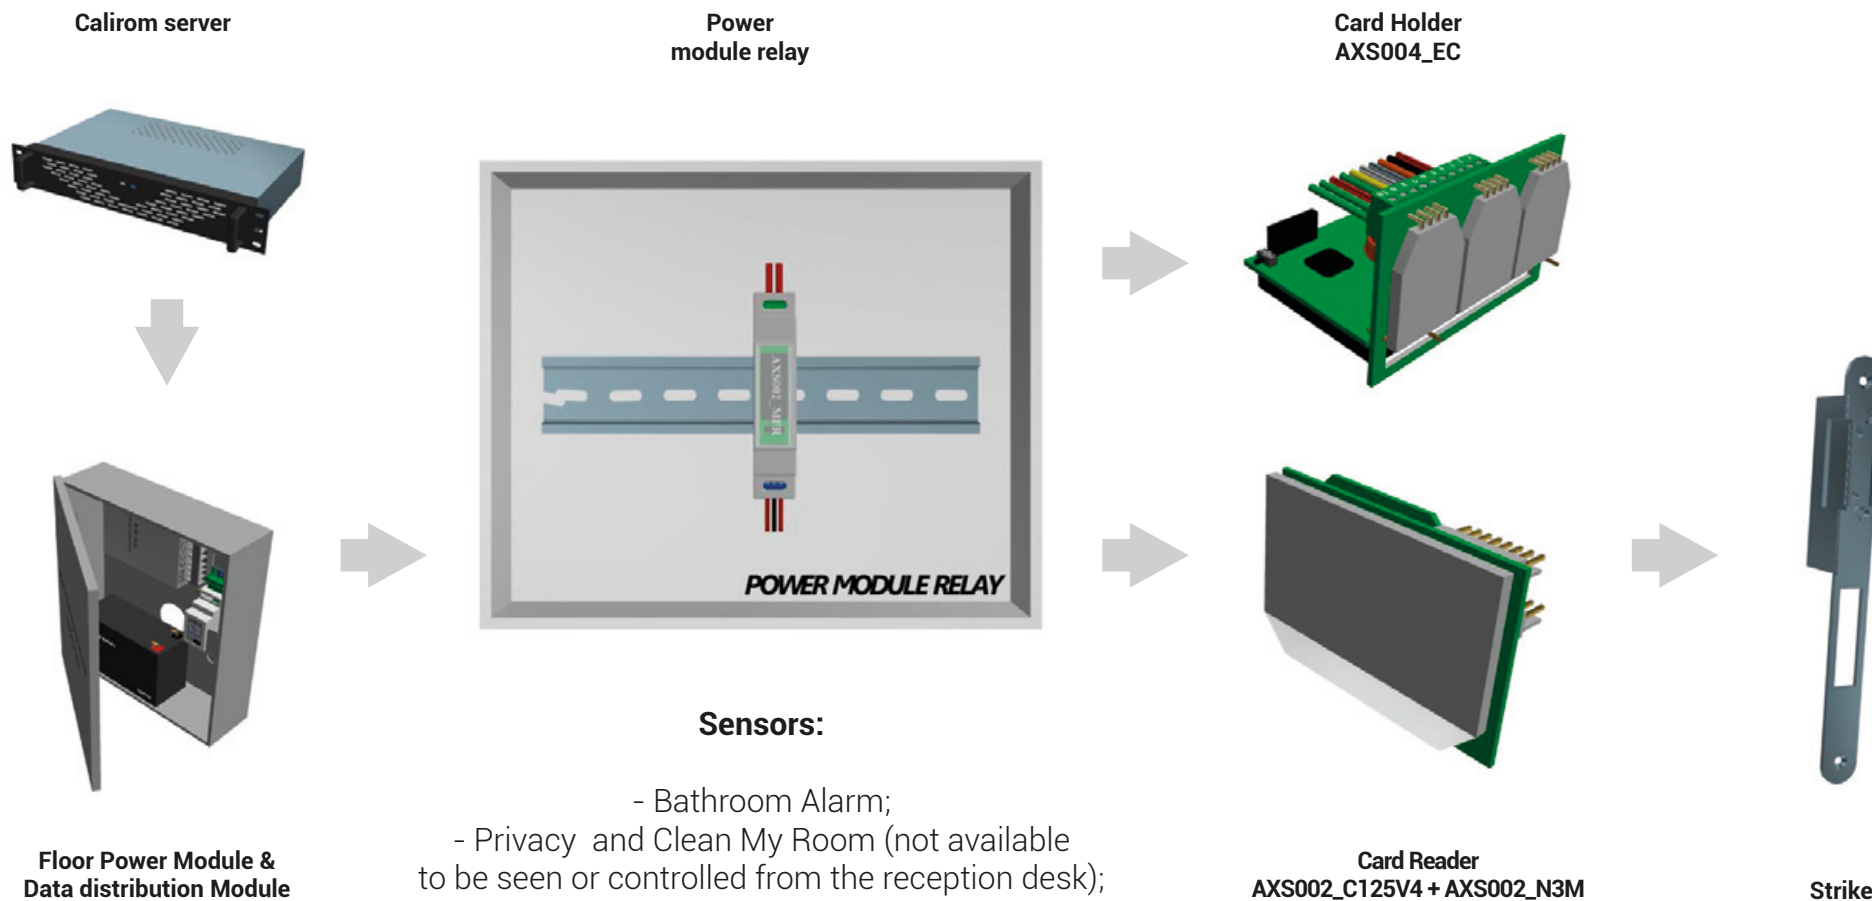 Calirom server
Power
module relay
Card Holder
AXS004_EC
POWER MODULE RELAY
Sensors:
- Bathroom Alarm;
- Privacy and Clean My Room (not available
to be seen or controlled from the reception desk);
Floor Power Module &
Data distribution Module
Card Reader
AXS002_C125V4 + AXS002_N3M
Strike